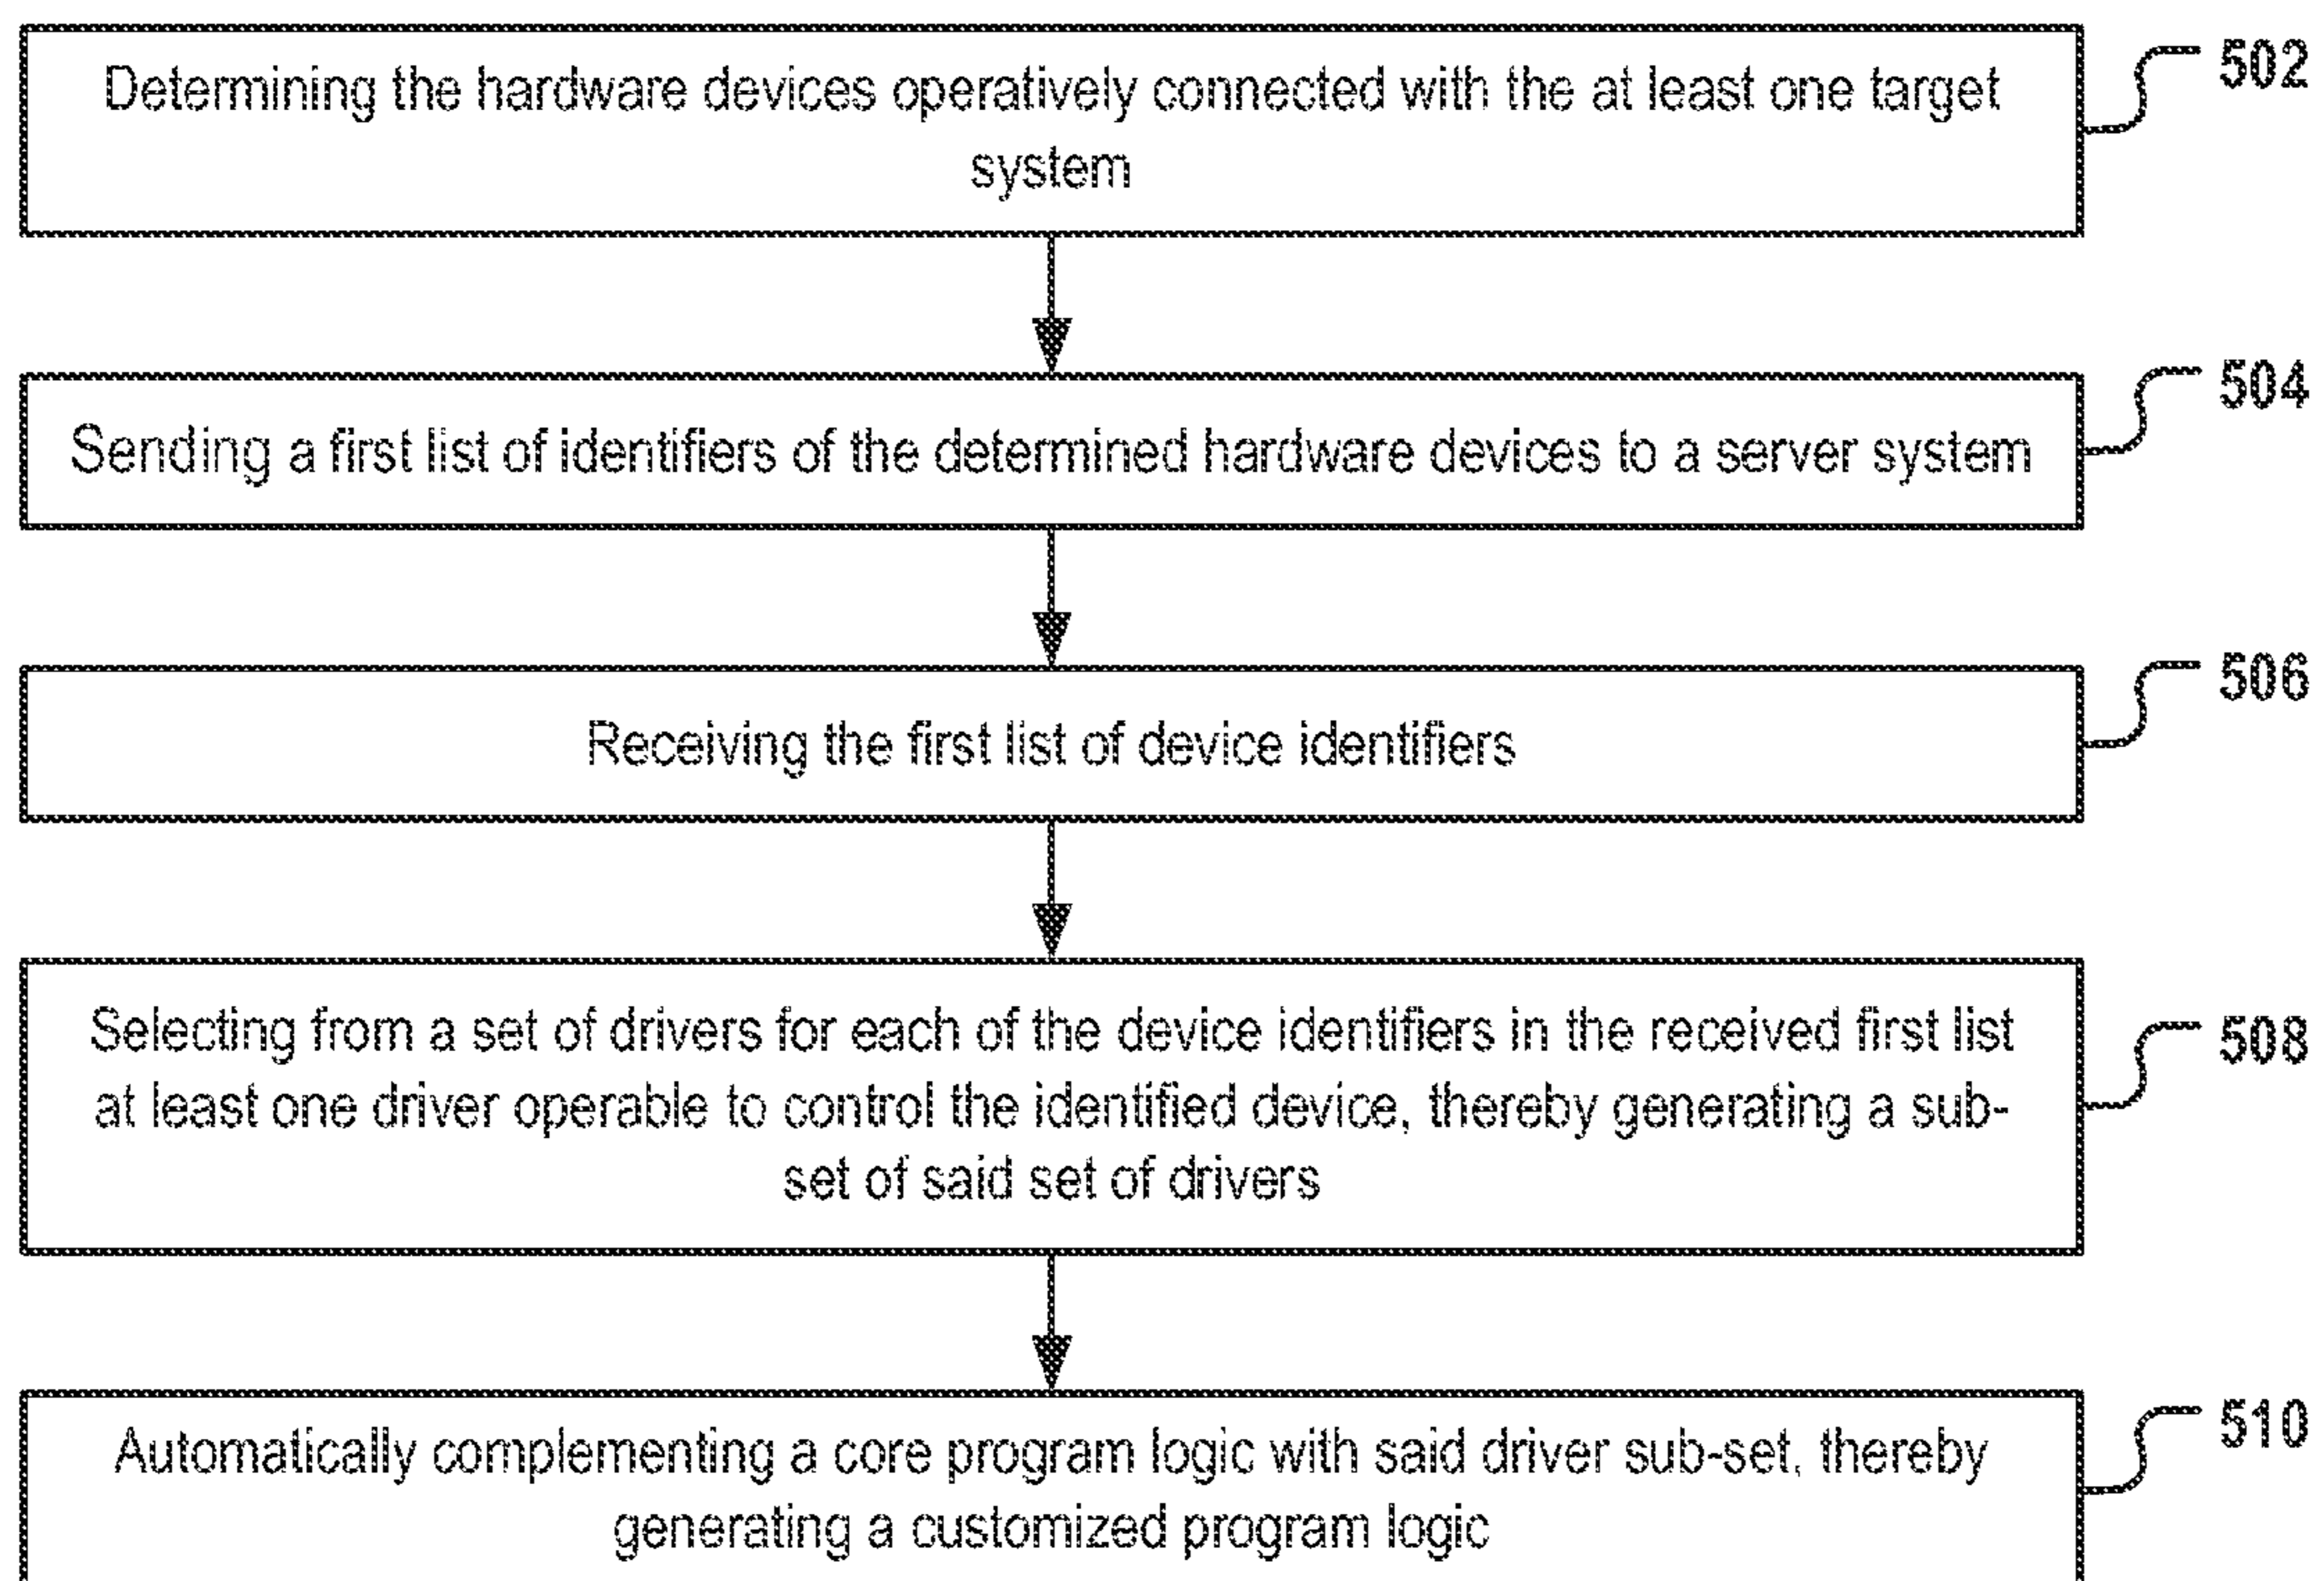 Determining the hardware devices operatively connected with the at least one target
system
502
Sending a first list of identifiers of the determined hardware devices to a server system
504
Receiving the first list of device identifiers
506
Selecting from a set of drivers for each of the device identifiers in the received first list
at least one driver operable to control the identified device, thereby generating a sub-
set of said set of drivers
508
Automatically complementing a core program logic with said driver sub-set, thereby
generating a customized program logic
510